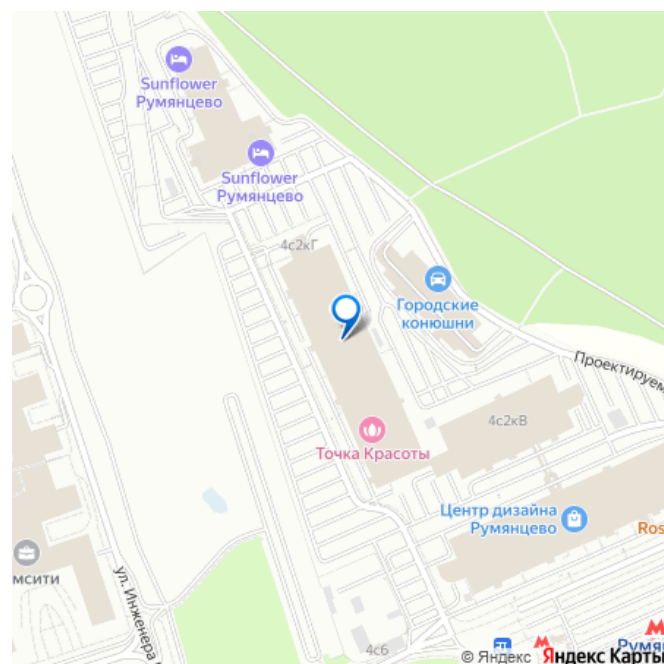 Sunflower
Румянцево
Sunflower
Румянцево
4с2кГ
Городские
конюшни
Проектируем
4с2кВ
Точка Красоты
Центр дизайна
Румянцево
Ros
мсити
ул. Инженера
4с6
Румя
© Яндекс Яндекс Карты